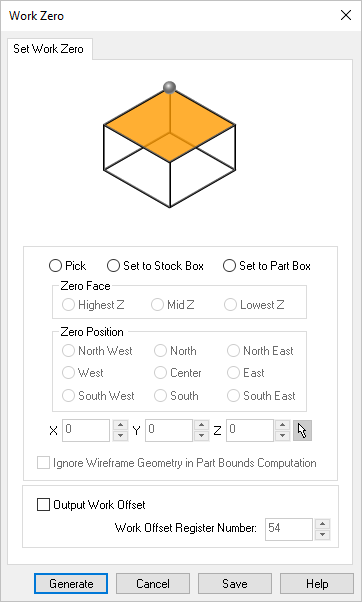 Work Zero
Set Work Zero
Pick Set to Stock Box Set to Part Box
Zero Face
Highest Z Mid Z Lowest Z
Zero Position
North West North North East
West Center East
South West South South East
X 0 Y 0 Z 0
Ignore Wireframe Geometry in Part Bounds Computation
Output Work Offset
Work Offset Register Number: 54
Generate Cancel Save Help